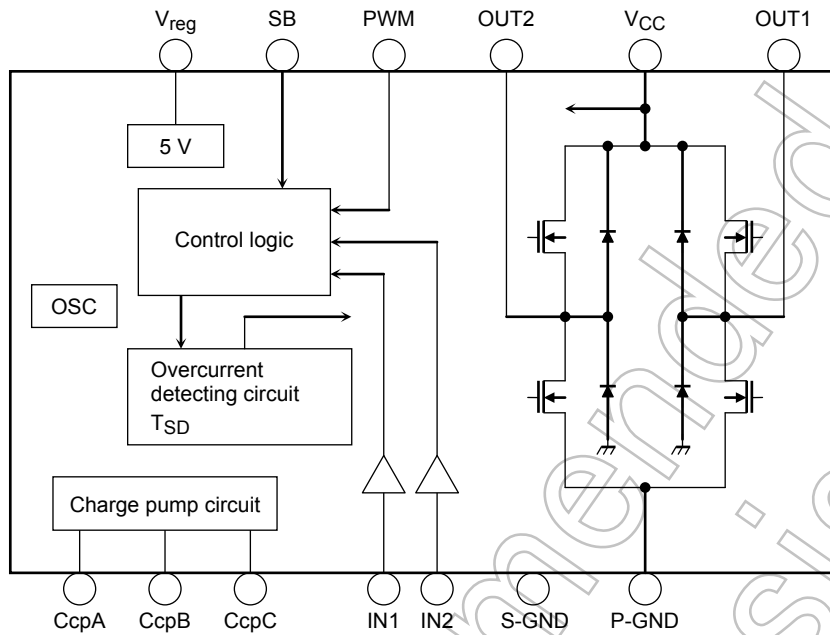 Vreg SB PWM OUT2 VCC OUT1
5 V
Control logic
OSC
Overcurrent
detecting circuit
TSD
Charge pump circuit
CcpA CcpB CcpC IN1 IN2 S-GND P-GND